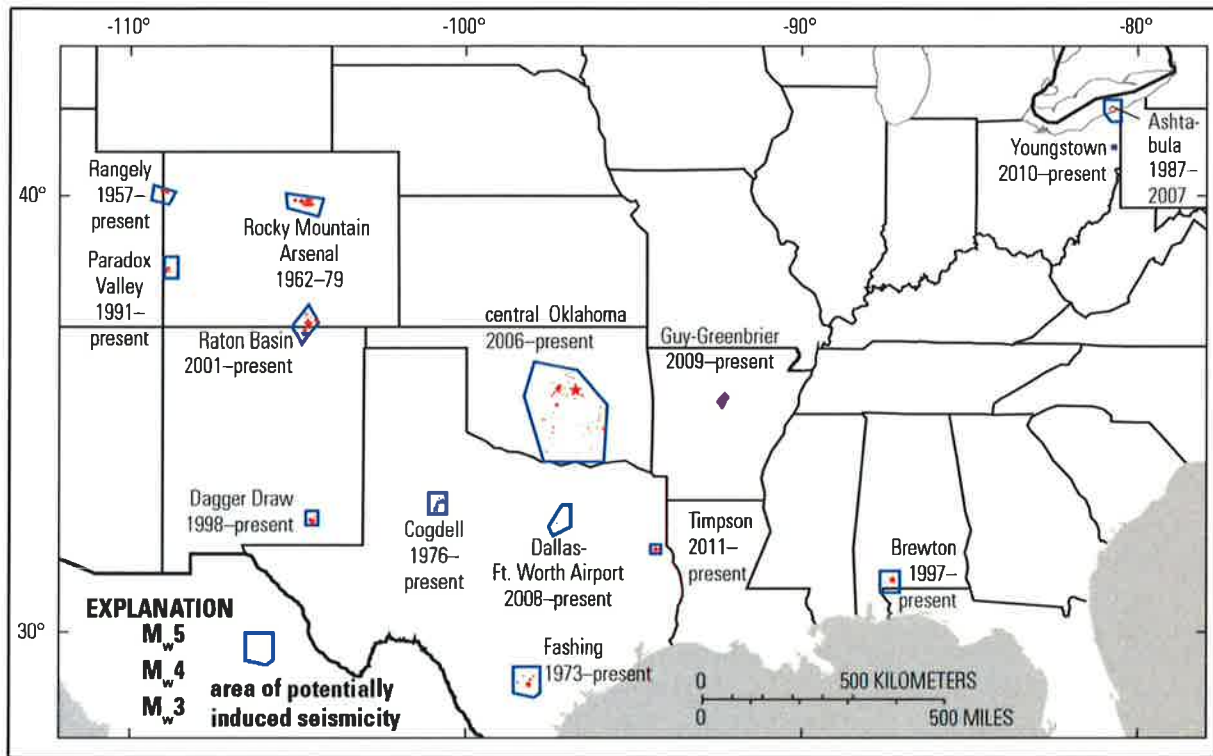 -110°
-100°
-90°
-80°
40°
30°
Rangely
1957–
present
Paradox
Valley
1991–
present
Rocky Mountain
Arsenal
1962–79
Raton Basin
2001–present
central Oklahoma
2006–present
Guy-Greenbrier
2009–present
Youngstown
2010–present
Ashta-
bula
1987–
2007
Dagger Draw
1998–present
Cogdell
1976–
present
Dallas-
Ft. Worth Airport
2008–present
Timpson
2011–
present
Brewton
1997–
present
Fashing
1973–present
EXPLANATION
Mw5
Mw4
Mw3
area of potentially
induced seismicity
0 500 KILOMETERS
0 500 MILES